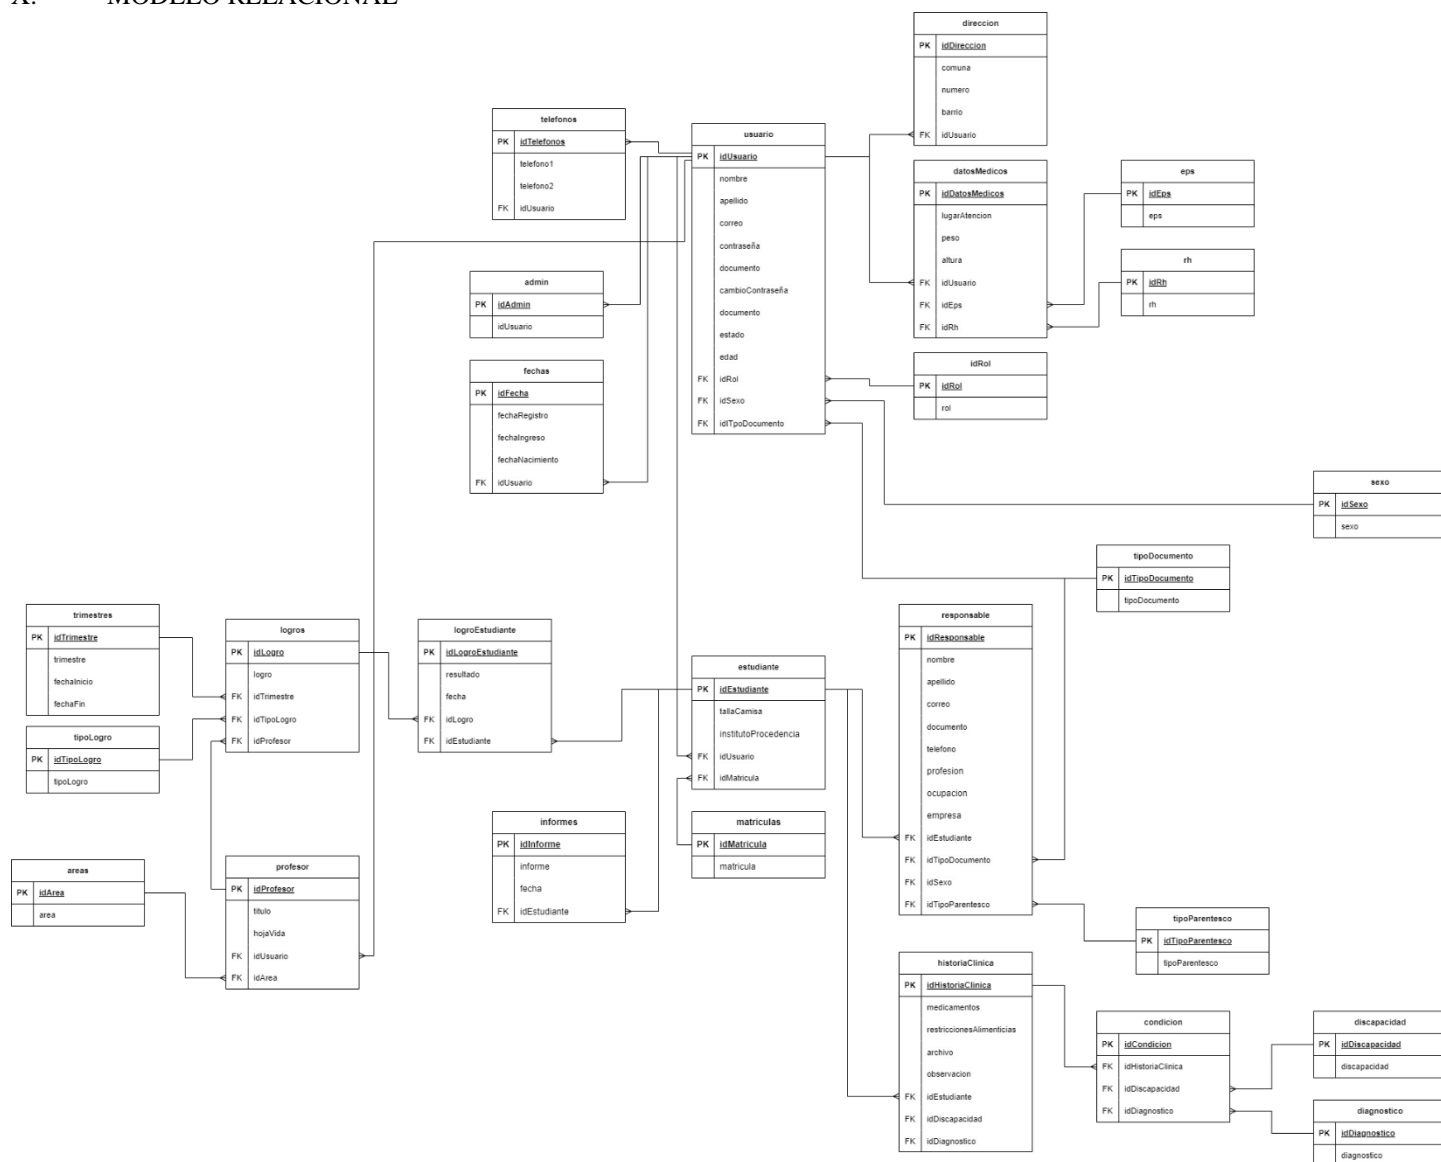 X. MODELO RELACIONAL
direccion
PK idDireccion
comuna
numero
barrio
FK idUsuario
telefonos
PK idTelefonos
telefono1
telefono2
FK idUsuario
usuario
PK idUsuario
nombre
apellido
correo
contraseña
documento
cambioContraseña
documento
estado
edad
FK idRol
FK idSexo
FK idITpoDocumento
datosMedicos
PK idDatosMedicos
lugarAtencion
peso
altura
FK idUsuario
FK idEps
FK idRh
eps
PK idEps
eps
rh
PK idRh
rh
admin
PK idAdmin
idUsuario
fechas
PK idFecha
fechaRegistro
fechaIngreso
fechaNacimiento
FK idUsuario
idRol
PK idRol
rol
sexo
PK idSexo
sexo
tipoDocumento
PK idTipoDocumento
tipoDocumento
trimestres
PK idTrimestre
trimestre
fechaInicio
fechaFin
logros
PK idLogro
logro
FK idTrimestre
FK idTipoLogro
FK idProfesor
logroEstudiante
PK idLogroEstudiante
resultado
fecha
FK idLogro
FK idEstudiante
estudiante
PK idEstudiante
tallaCamisa
institutoProcedencia
FK idUsuario
FK idMatricula
responsable
PK idResponsable
nombre
apellido
correo
documento
telefono
profesion
ocupacion
empresa
FK idEstudiante
FK idTipoDocumento
FK idSexo
FK idTipoParentesco
tipoLogro
PK idTipoLogro
tipoLogro
informes
PK idInforme
informe
fecha
FK idEstudiante
matriculas
PK idMatricula
matricula
areas
PK idArea
area
profesor
PK idProfesor
titulo
hojaVida
FK idUsuario
FK idArea
tipoParentesco
PK idTipoParentesco
tipoParentesco
historiaClinica
PK idHistoriaClinica
medicamentos
restriccionesAlimenticias
archivo
observacion
FK idEstudiante
FK idDiscapacidad
FK idDiagnostico
condicion
PK idCondicion
FK idHistoriaClinica
FK idDiscapacidad
FK idDiagnostico
discapacidad
PK idDiscapacidad
discapacidad
diagnostico
PK idDiagnostico
diagnostico